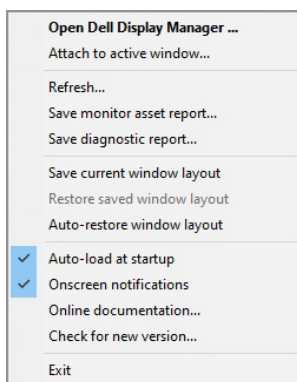 Open Dell Display Manager ...
Attach to active window...
Refresh...
Save monitor asset report...
Save diagnostic report...
Save current window layout
Restore saved window layout
Auto-restore window layout
Auto-load at startup
Onscreen notifications
Online documentation...
Check for new version...
Exit